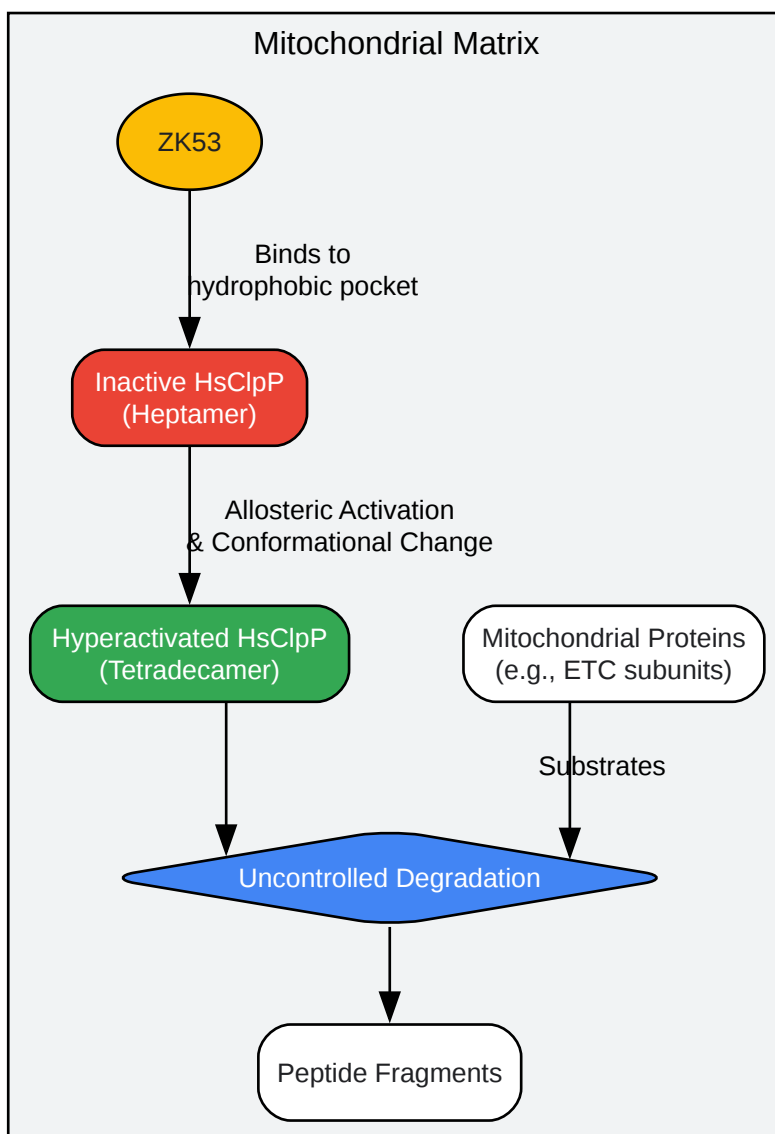 Mitochondrial Matrix
ZK53
Binds to
hydrophobic pocket
Inactive HsClpP
(Heptamer)
Allosteric Activation
& Conformational Change
Hyperactivated HsClpP
(Tetradecamer)
Mitochondrial Proteins
(e.g., ETC subunits)
Substrates
Uncontrolled Degradation
Peptide Fragments